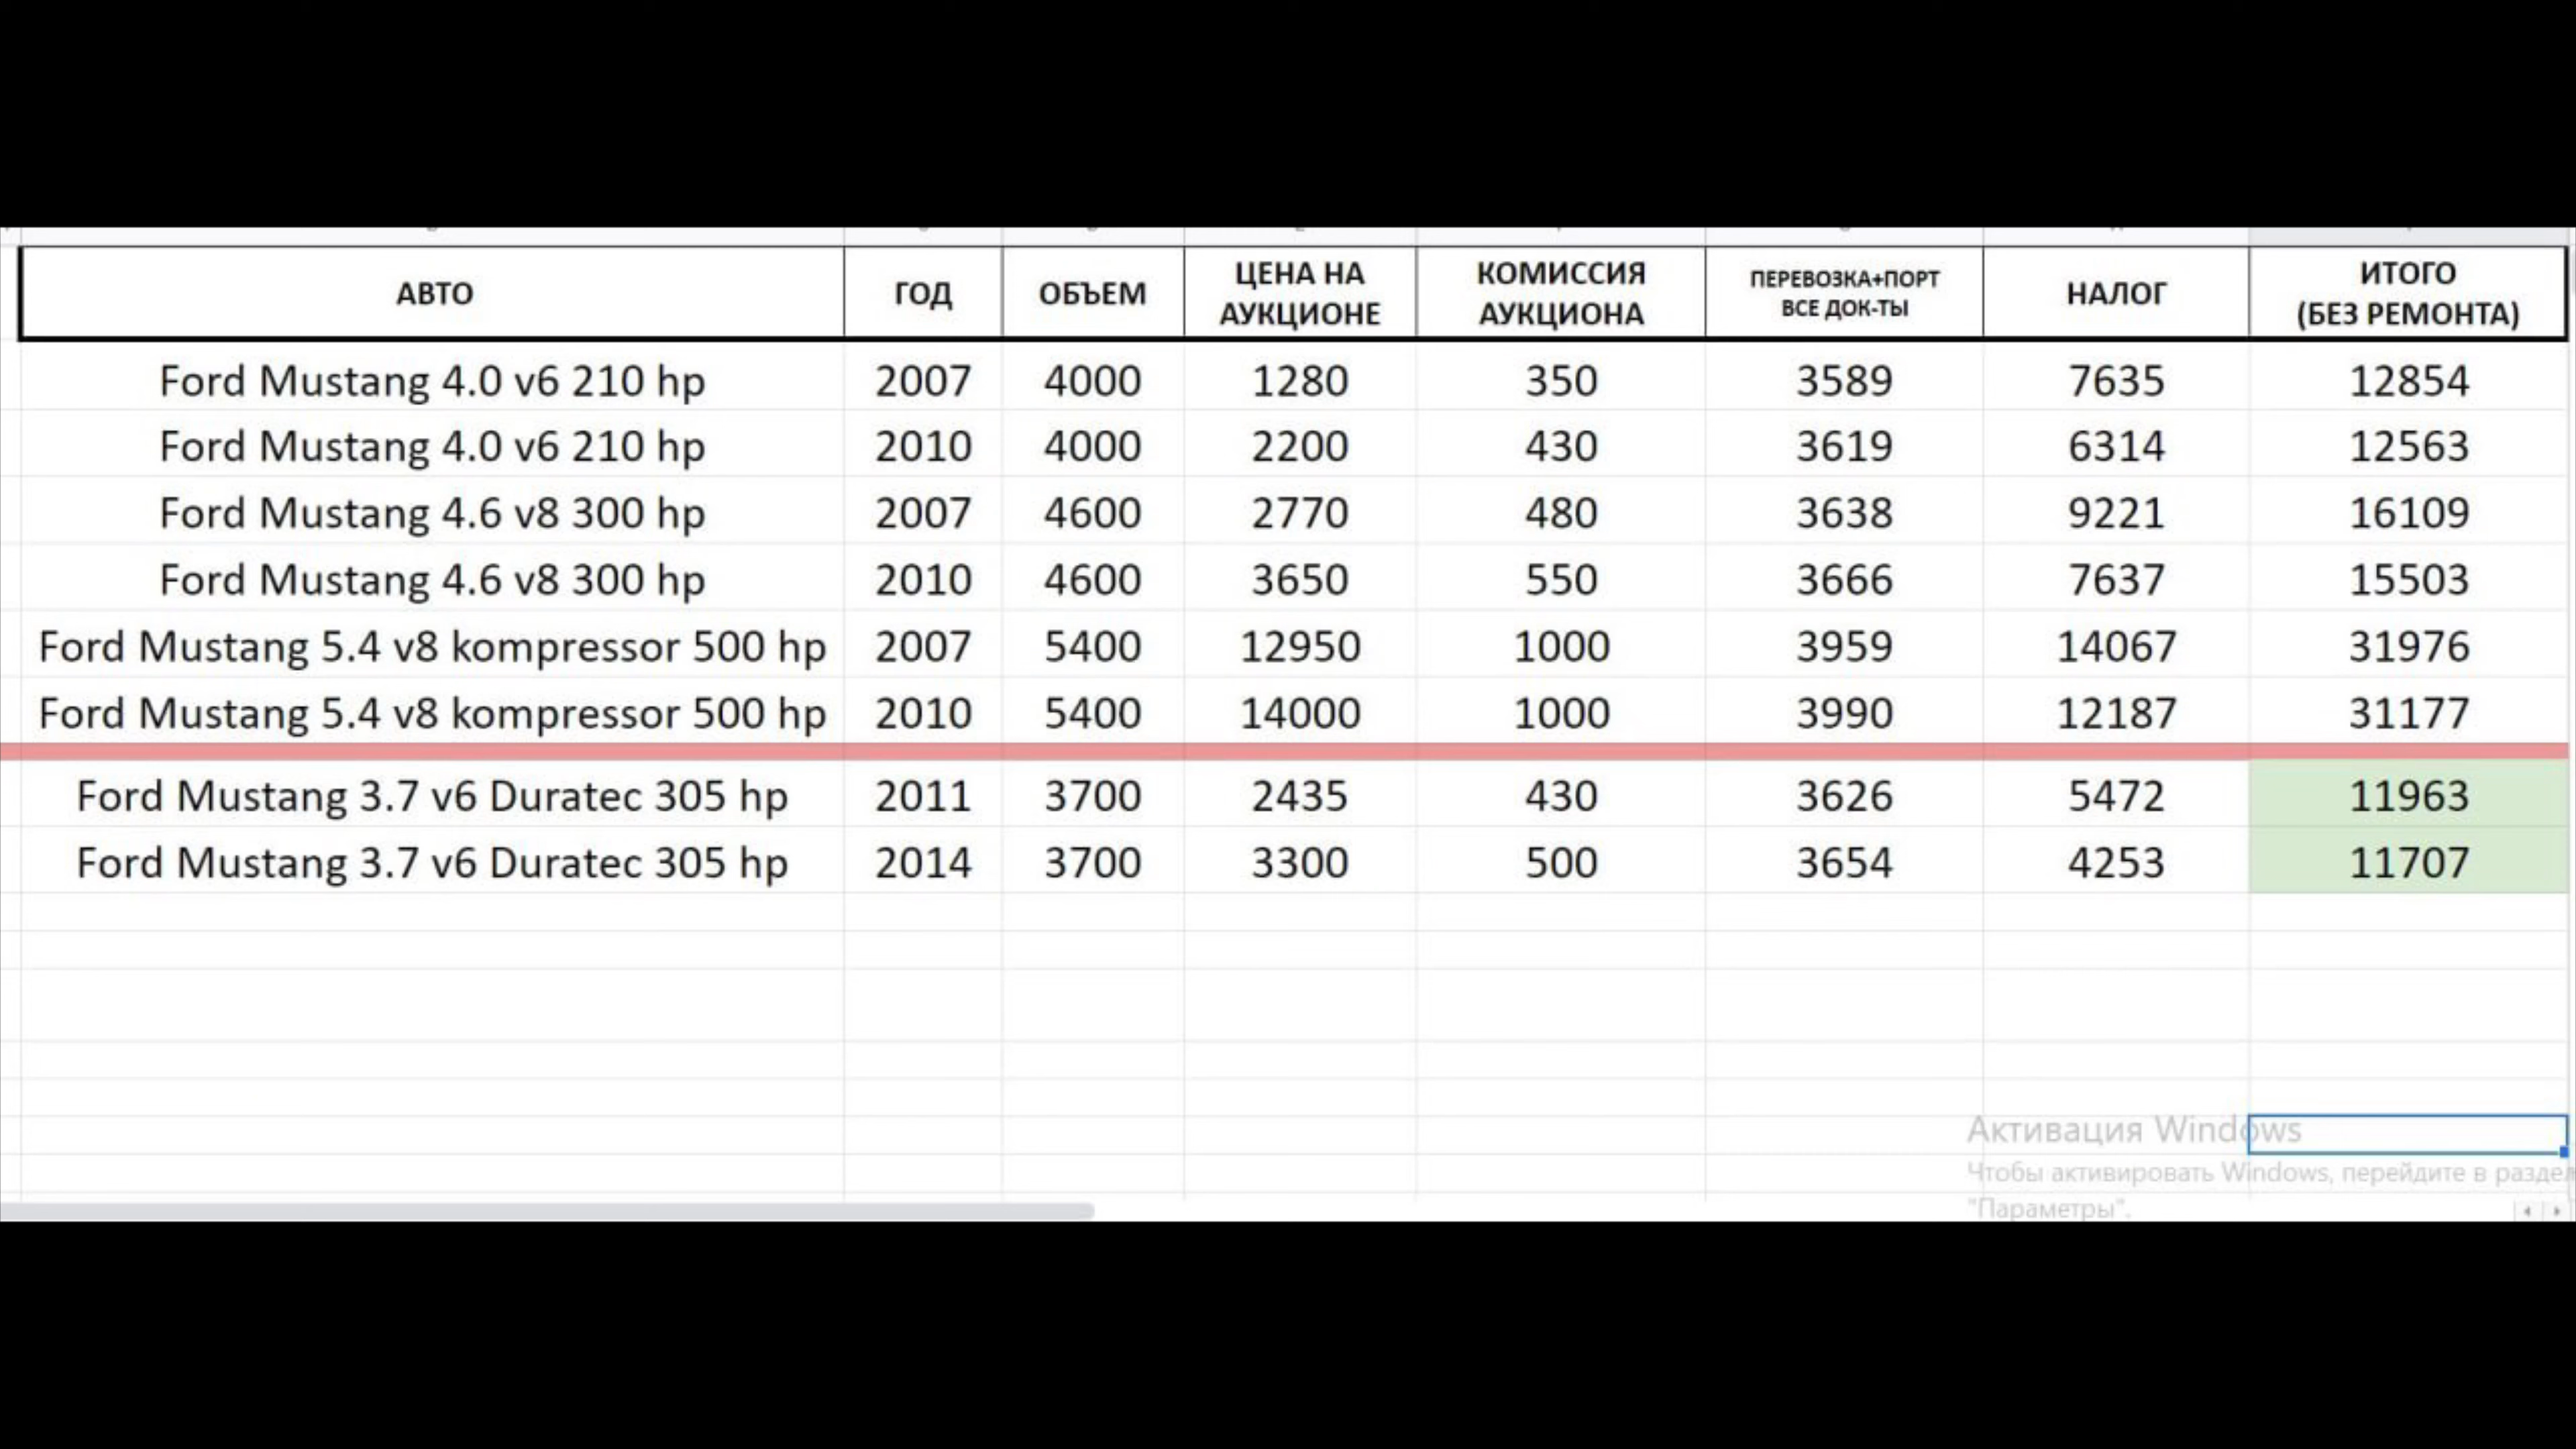 АВТО ГОД ОБЪЕМ ЦЕНА НА АУКЦИОНЕ КОМИССИЯ АУКЦИОНА ПЕРЕВОЗКА+ПОРТ ВСЕ ДОК-ТЫ НАЛОГ ИТОГО (БЕЗ РЕМОНТА)
Ford Mustang 4.0 v6 210 hp 2007 4000 1280 350 3589 7635 12854
Ford Mustang 4.0 v6 210 hp 2010 4000 2200 430 3619 6314 12563
Ford Mustang 4.6 v8 300 hp 2007 4600 2770 480 3638 9221 16109
Ford Mustang 4.6 v8 300 hp 2010 4600 3650 550 3666 7637 15503
Ford Mustang 5.4 v8 kompressor 500 hp 2007 5400 12950 1000 3959 14067 31976
Ford Mustang 5.4 v8 kompressor 500 hp 2010 5400 14000 1000 3990 12187 31177
Ford Mustang 3.7 v6 Duratec 305 hp 2011 3700 2435 430 3626 5472 11963
Ford Mustang 3.7 v6 Duratec 305 hp 2014 3700 3300 500 3654 4253 11707
Активация Windows
Чтобы активировать Windows, перейдите в раздел
"Параметры".